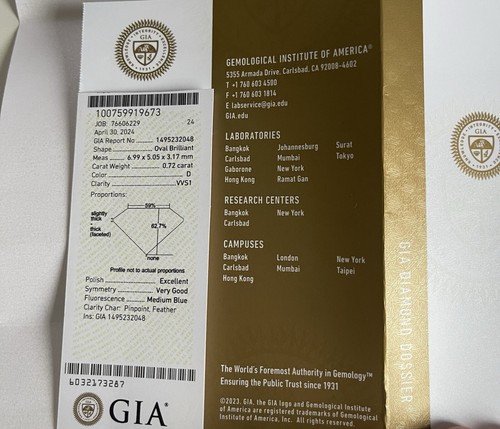 GIA
100759919673
JOB: 76606229 24
April 30, 2024
GIA Report No 1495232048
Shape Oval Brilliant
Meas 6.99 x 5.05 x 3.17 mm
Carat Weight 0.72 carat
Color D
Clarity VVS1
Proportions:
59%
slightly
thick
-
thick
(faceted)
62.7%
none
Profile not to actual proportions
Polish Excellent
Symmetry Very Good
Fluorescence Medium Blue
Clarity Char: Pinpoint, Feather
Ins: GIA 1495232048
6032173287
GIA®
GEMOLOGICAL INSTITUTE OF AMERICA®
5355 Armada Drive, Carlsbad, CA 92008-4602
T +1 760 603 4500
F +1 760 603 1814
E labservice@gia.edu
GIA.edu
LABORATORIES
Bangkok Johannesburg Surat
Carlsbad Mumbai Tokyo
Gaborone New York
Hong Kong Ramat Gan
RESEARCH CENTERS
Bangkok New York
Carlsbad
CAMPUSES
Bangkok London New York
Carlsbad Mumbai Taipei
Hong Kong
The World's Foremost Authority in Gemology™
Ensuring the Public Trust since 1931
©2023. GIA, the GIA logo and Gemological Institute
of America are registered trademarks of Gemological
Institute of America, Inc. All rights reserved.
GIA DIAMOND DOSSIER
GIA